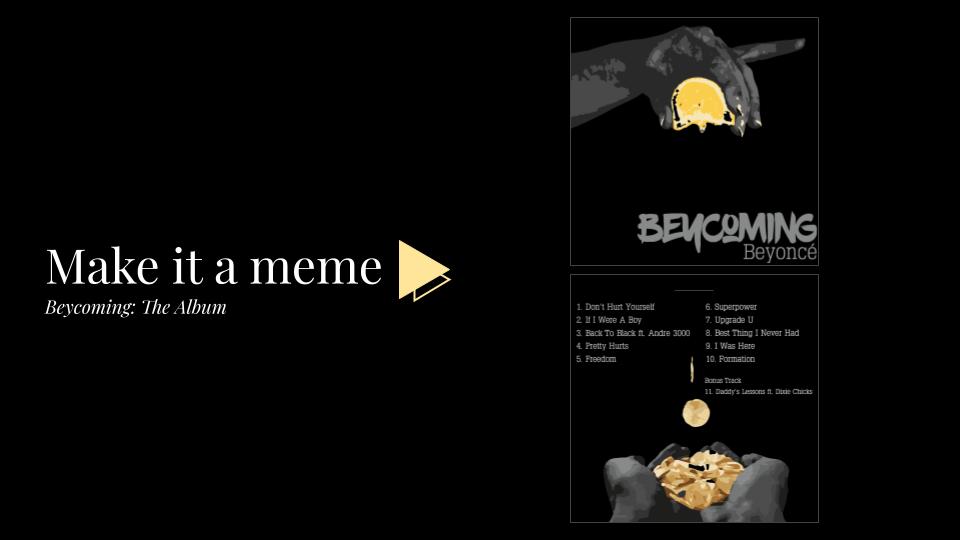 Make it a meme
Beycoming: The Album
BEYCOMING
Beyoncé
1. Don't Hurt Yourself
2. If I Were A Boy
3. Back To Black ft. Andre 3000
4. Pretty Hurts
5. Freedom
6. Superpower
7. Upgrade U
8. Best Thing I Never Had
9. I Was Here
10. Formation
Bonus Track
11. Daddy's Lessons ft. Dixie Chicks